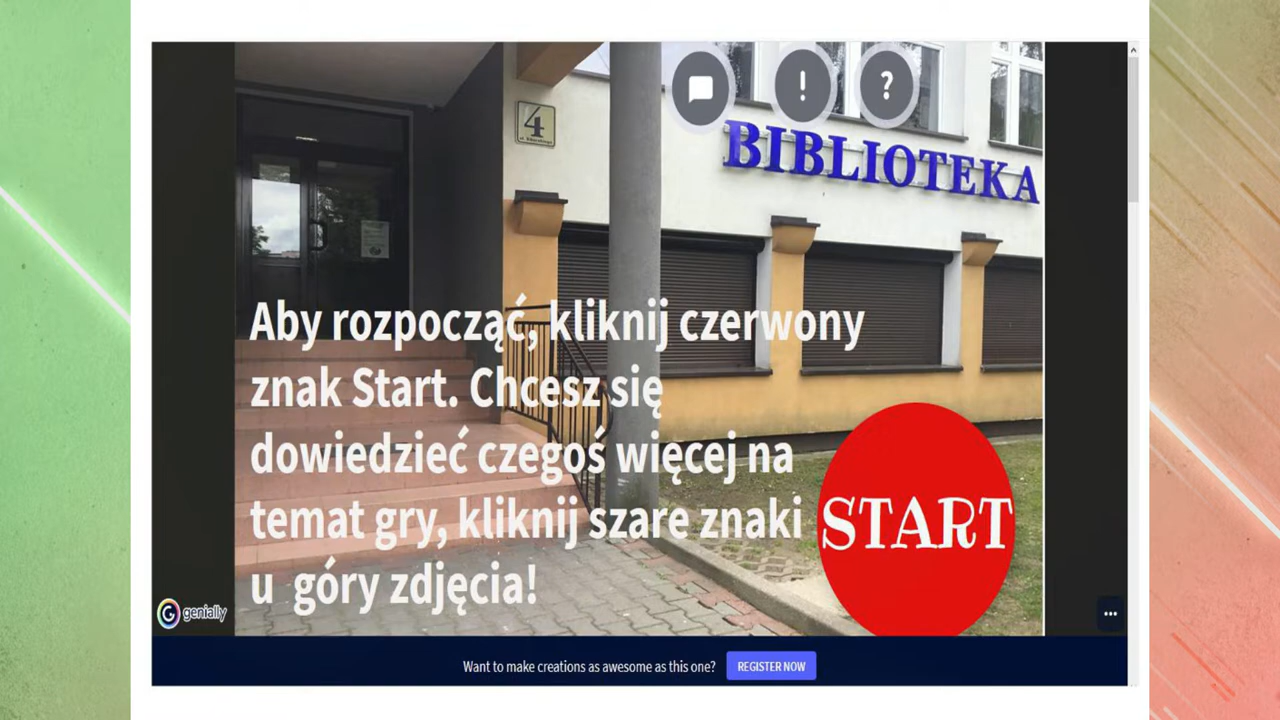 !
?
4
BIBLIOTEKA
Aby rozpocząć, kliknij czerwony
znak Start. Chcesz się
dowiedzieć czegoś więcej na
temat gry, kliknij szare znaki
u góry zdjęcia!
START
genially
Want to make creations as awesome as this one?
REGISTER NOW